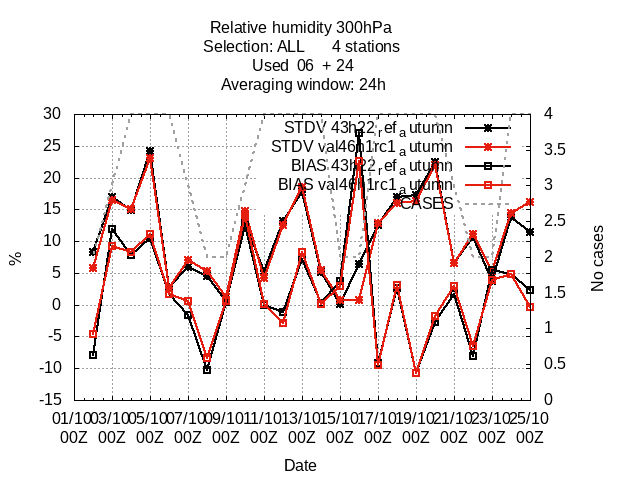 Relative humidity 300hPa
Selection: ALL 4 stations
Used 06 + 24
Averaging window: 24h
30 4
25 3.5
20 3
15 2.5
10 2
5 1.5
0 1
-5 0.5
-10 0
-15
%
No cases
STDV 43h22_ref_autumn
STDV val46h1rc1_autumn
BIAS 43h22_ref_autumn
BIAS val46h1rc1_autumn
CASES
01/10 03/10 05/10 07/10 09/10 11/10 13/10 15/10 17/10 19/10 21/10 23/10 25/10
00Z 00Z 00Z 00Z 00Z 00Z 00Z 00Z 00Z 00Z 00Z 00Z 00Z
Date